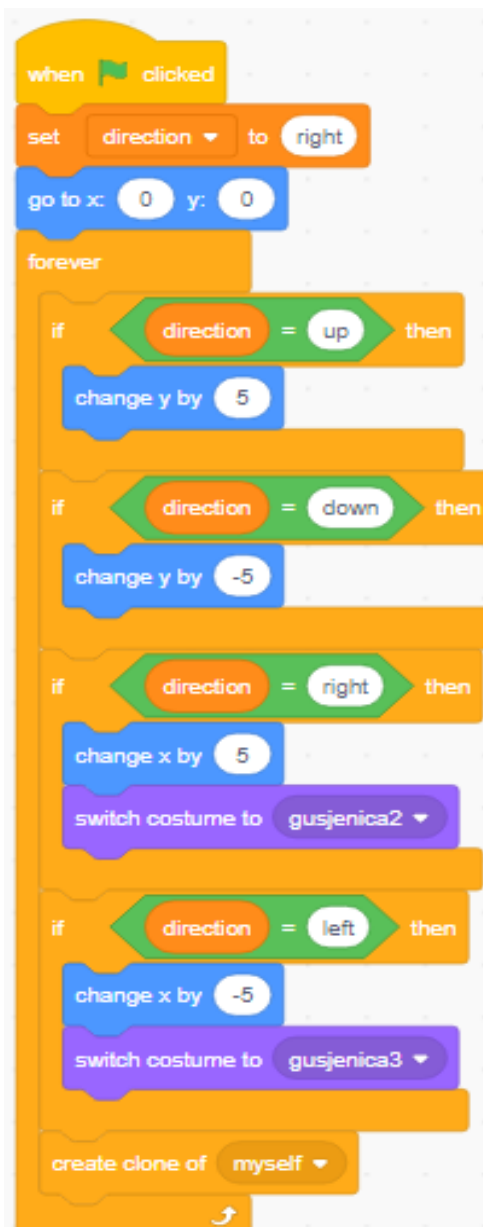 when clicked
set direction to right
go to x: 0 y: 0
forever
if direction = up then
change y by 5
if direction = down then
change y by -5
if direction = right then
change x by 5
switch costume to gusjenica2
if direction = left then
change x by -5
switch costume to gusjenica3
create clone of myself